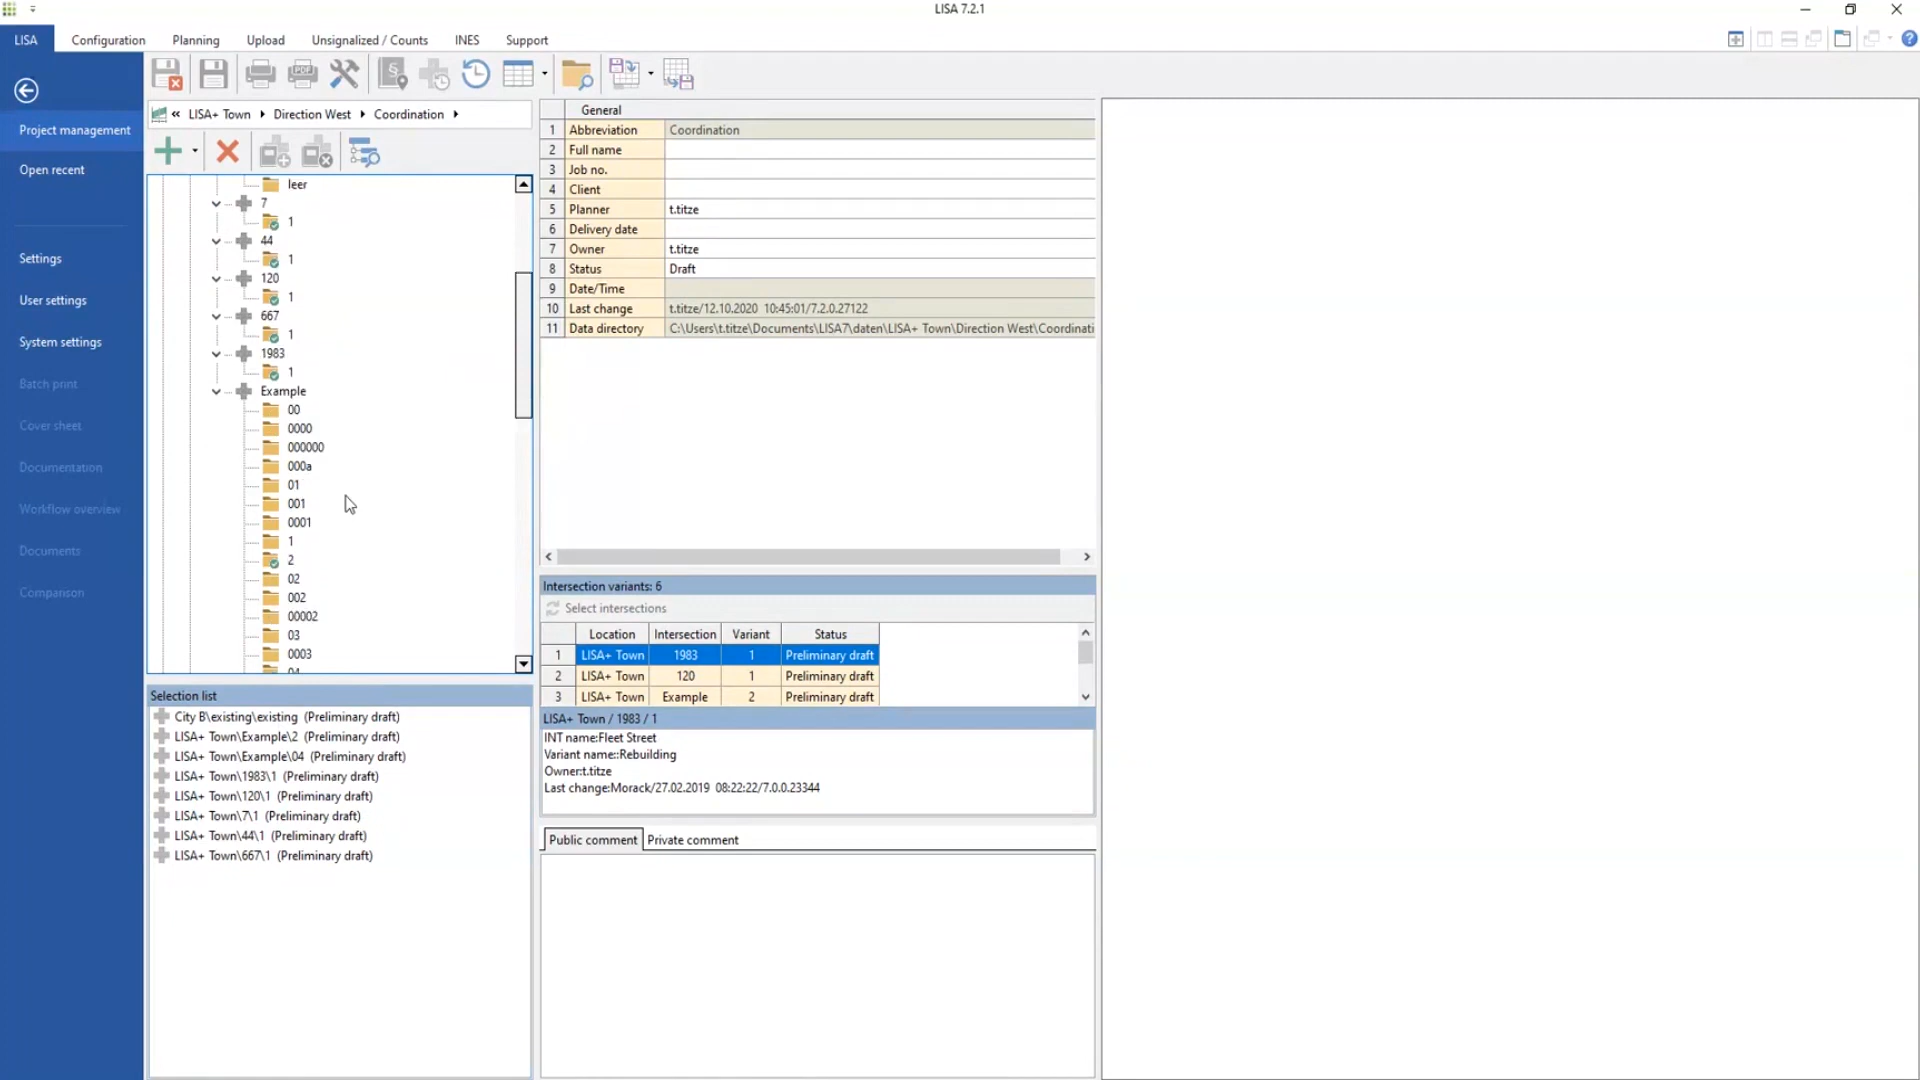 LISA 7.2.1
LISA Configuration Planning Upload Unsignalized / Counts INES Support
Project management
Open recent
Settings
User settings
System settings
Batch print
Cover sheet
Documentation
Workflow overview
Documents
Comparison
« LISA+ Town Direction West Coordination
leer
7
1
44
1
120
1
667
1
1983
1
Example
00
0000
000000
000a
01
001
0001
1
2
02
002
00002
03
0003
04
Selection list
City B\existing\existing (Preliminary draft)
LISA+ Town\Example\2 (Preliminary draft)
LISA+ Town\Example\04 (Preliminary draft)
LISA+ Town\1983\1 (Preliminary draft)
LISA+ Town\120\1 (Preliminary draft)
LISA+ Town\7\1 (Preliminary draft)
LISA+ Town\44\1 (Preliminary draft)
LISA+ Town\667\1 (Preliminary draft)
General
1 Abbreviation Coordination
2 Full name
3 Job no.
4 Client
5 Planner t.titze
6 Delivery date
7 Owner t.titze
8 Status Draft
9 Date/Time
10 Last change t.titze/12.10.2020 10:45:01/7.2.0.27122
11 Data directory C:\Users\t.titze\Documents\LISA7\daten\LISA+ Town\Direction West\Coordinati
Intersection variants: 6
Select intersections
Location Intersection Variant Status
1 LISA+ Town 1983 1 Preliminary draft
2 LISA+ Town 120 1 Preliminary draft
3 LISA+ Town Example 2 Preliminary draft
LISA+ Town / 1983 / 1
INT name:Fleet Street
Variant name::Rebuilding
Owner:t.titze
Last change:Morack/27.02.2019 08:22:22/7.0.0.23344
Public comment Private comment